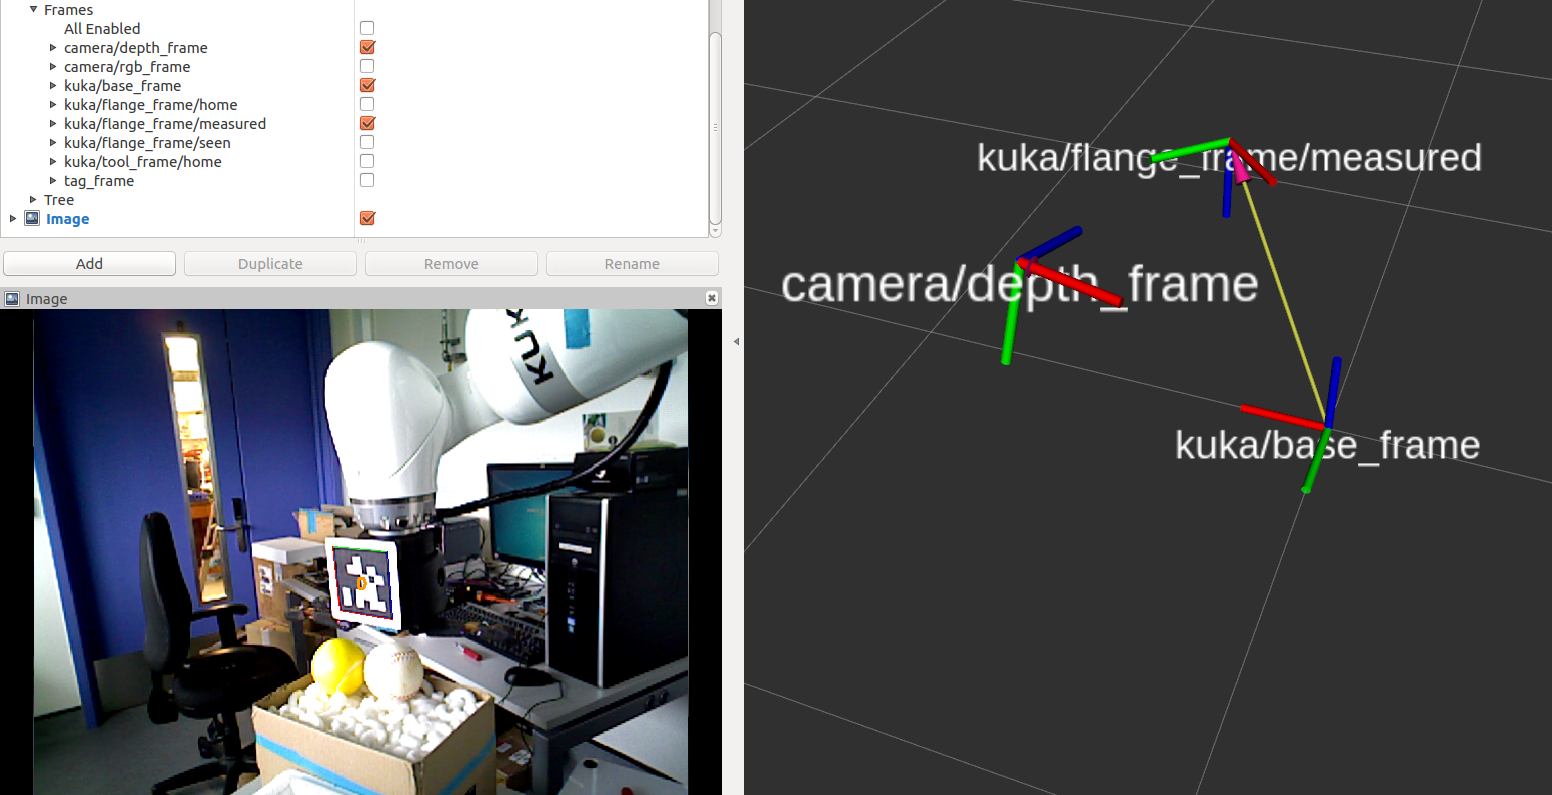 Frames
All Enabled
camera/depth_frame
camera/rgb_frame
kuka/base_frame
kuka/flange_frame/home
kuka/flange_frame/measured
kuka/flange_frame/seen
kuka/tool_frame/home
tag_frame
Tree
Image
Add Duplicate Remove Rename
Image
KUK
kuka/flange_frame/measured
camera/depth_frame
kuka/base_frame